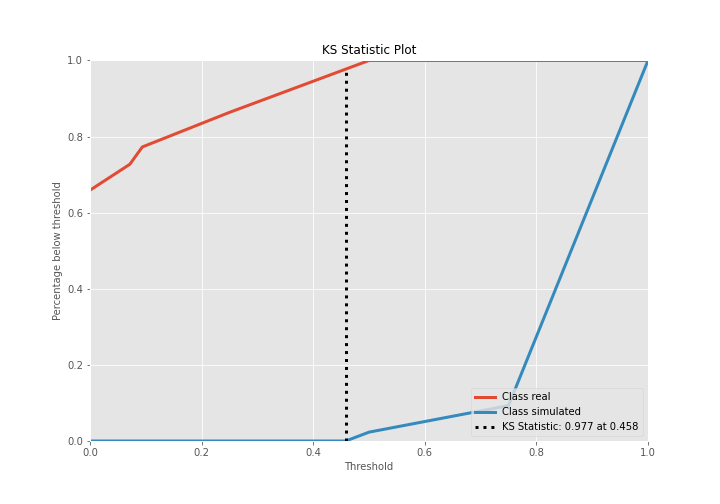 KS Statistic Plot
1.0
0.8
0.6
0.4
0.2
0.0
Percentage below threshold
0.0 0.2 0.4 0.6 0.8 1.0
Threshold
Class real
Class simulated
KS Statistic: 0.977 at 0.458